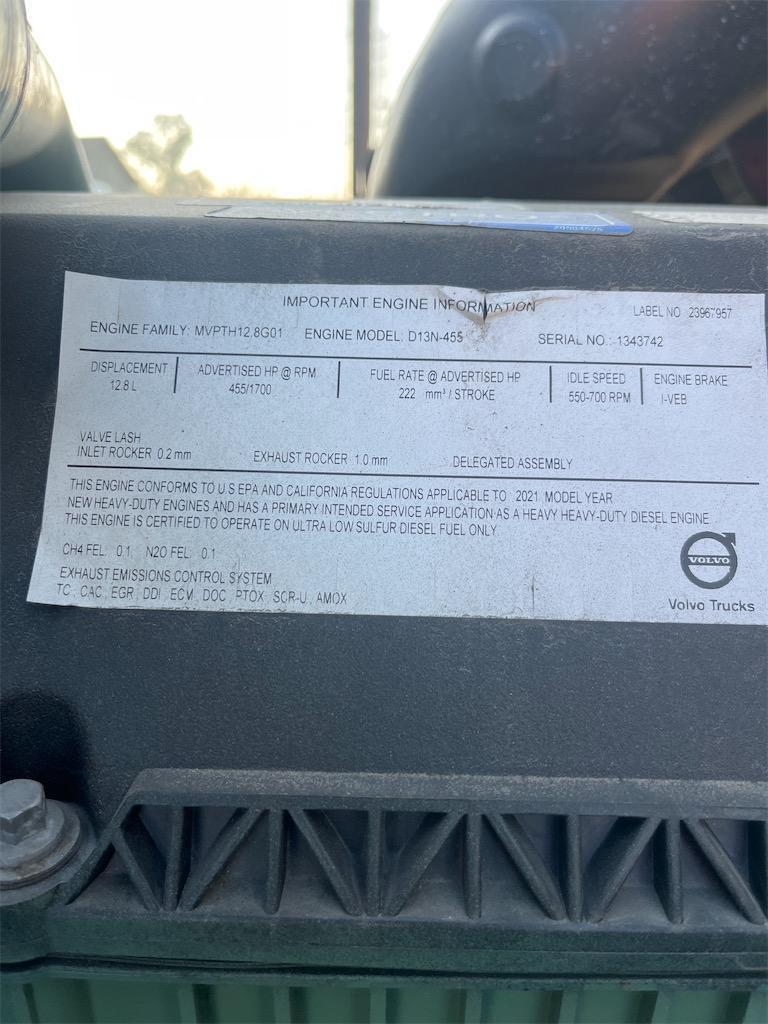 IMPORTANT ENGINE INFORMATION
LABEL NO 23967957
ENGINE FAMILY: MVPTH12.8G01 ENGINE MODEL: D13N-455 SERIAL NO.: 1343742
DISPLACEMENT ADVERTISED HP @ RPM FUEL RATE @ ADVERTISED HP IDLE SPEED ENGINE BRAKE
12.8 L 455/1700 222 mm³ / STROKE 550-700 RPM I-VEB
VALVE LASH
INLET ROCKER 0.2 mm EXHAUST ROCKER 1.0 mm DELEGATED ASSEMBLY
THIS ENGINE CONFORMS TO U S EPA AND CALIFORNIA REGULATIONS APPLICABLE TO 2021 MODEL YEAR
NEW HEAVY-DUTY ENGINES AND HAS A PRIMARY INTENDED SERVICE APPLICATION AS A HEAVY HEAVY-DUTY DIESEL ENGINE.
THIS ENGINE IS CERTIFIED TO OPERATE ON ULTRA LOW SULFUR DIESEL FUEL ONLY
CH4 FEL: 0.1 N2O FEL: 0.1
EXHAUST EMISSIONS CONTROL SYSTEM
TC, CAC, EGR, DDI, ECM, DOC, PTOX, SCR-U, AMOX
VOLVO
Volvo Trucks